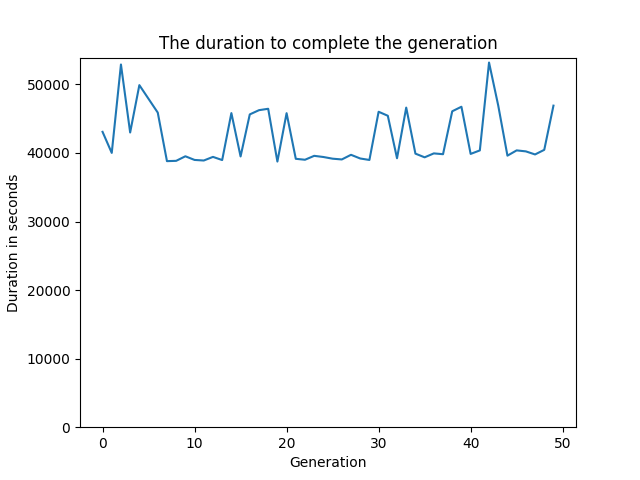 The duration to complete the generation
50000
40000
30000
20000
10000
0
Duration in seconds
0 10 20 30 40 50
Generation